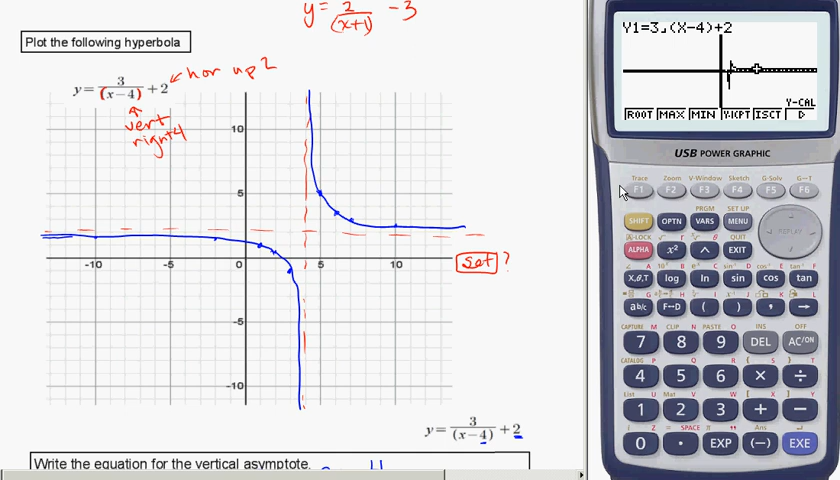 y = 2/(x+1) - 3
Plot the following hyperbola
y = 3/(x-4) + 2
hor up 2
vert
right 4
10
5
-10
-5
0
5
10
-5
-10
set ?
y = 3/(x-4) + 2
Write the equation for the vertical asymptote.
Y1=3⌟(X-4)+2
Y-CAL
ROOT MAX MIN Y-ICPT ISCT ▷
USB POWER GRAPHIC
Trace Zoom V-Window Sketch G-Solv G↔T
F1 F2 F3 F4 F5 F6
PRGM SET UP
SHIFT OPTN VARS MENU
REPLAY
A-LOCK QUIT
ALPHA x² ^ EXIT
X,θ,T log ln sin cos tan
a b/c F↔D ( ) , →
CAPTURE CLIP PASTE INS OFF
7 8 9 DEL AC/ON
CATALOG
4 5 6 × ÷
List Mat
1 2 3 + −
= SPACE Ans
0 . EXP (−) EXE